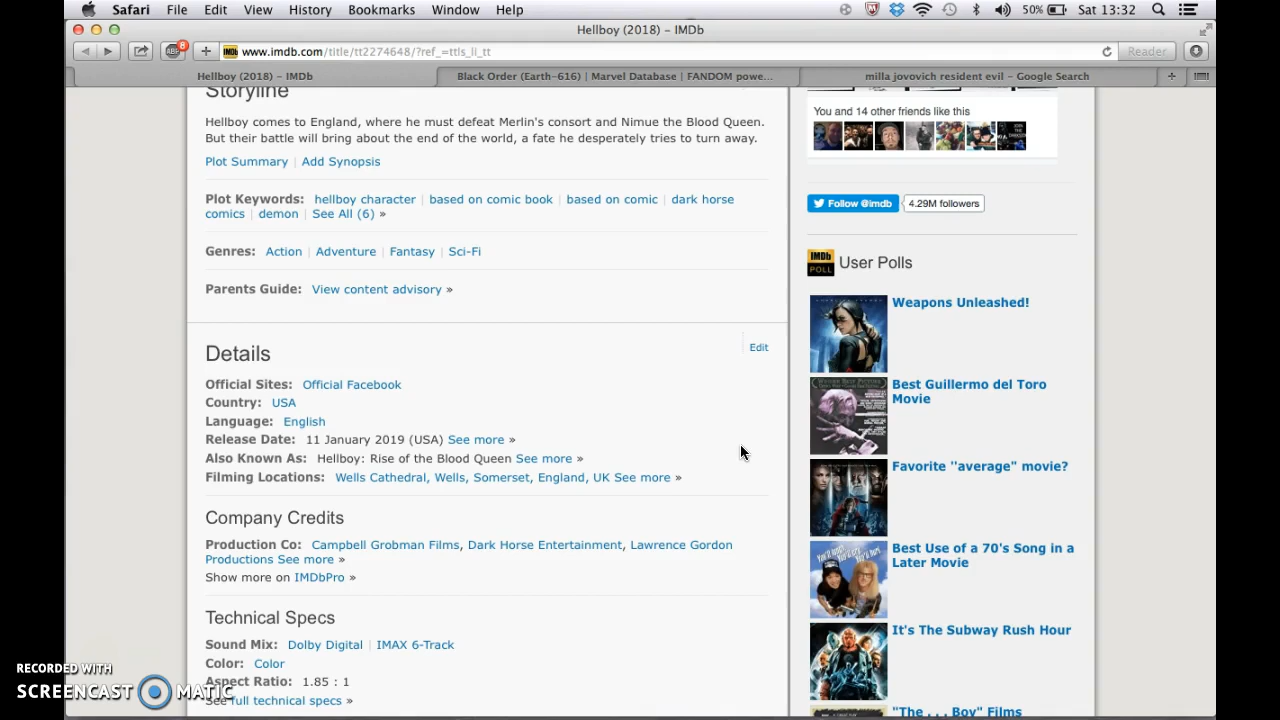 Safari File Edit View History Bookmarks Window Help 50% Sat 13:32
Hellboy (2018) – IMDb
ABP 8 IMDb www.imdb.com/title/tt2274648/?ref_=ttls_li_tt Reader
Hellboy (2018) – IMDb Black Order (Earth-616) | Marvel Database | FANDOM powe... milla jovovich resident evil – Google Search
Storyline
Hellboy comes to England, where he must defeat Merlin's consort and Nimue the Blood Queen.
But their battle will bring about the end of the world, a fate he desperately tries to turn away.
Plot Summary | Add Synopsis
Plot Keywords: hellboy character | based on comic book | based on comic | dark horse
comics | demon | See All (6) »
Genres: Action | Adventure | Fantasy | Sci-Fi
Parents Guide: View content advisory »
Details
Edit
Official Sites: Official Facebook
Country: USA
Language: English
Release Date: 11 January 2019 (USA) See more »
Also Known As: Hellboy: Rise of the Blood Queen See more »
Filming Locations: Wells Cathedral, Wells, Somerset, England, UK See more »
Company Credits
Production Co: Campbell Grobman Films, Dark Horse Entertainment, Lawrence Gordon
Productions See more »
Show more on IMDbPro »
Technical Specs
Sound Mix: Dolby Digital | IMAX 6-Track
Color: Color
Aspect Ratio: 1.85 : 1
See full technical specs »
You and 14 other friends like this
Follow @imdb 4.29M followers
IMDb POLL User Polls
Weapons Unleashed!
Best Guillermo del Toro
Movie
Favorite "average" movie?
Best Use of a 70's Song in a
Later Movie
It's The Subway Rush Hour
"The . . . Boy" Films
RECORDED WITH
SCREENCAST MATIC